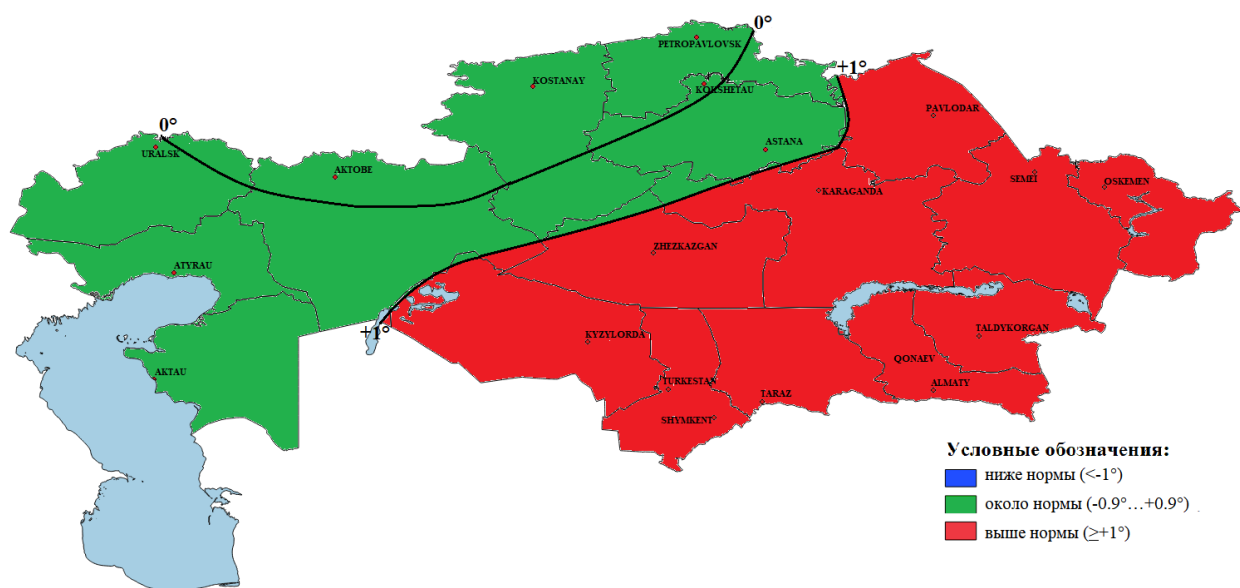 0°
PETROPAVLOVSK
+1°
KOSTANAY
KOKSHETAU
PAVLODAR
0°
URALSK
ASTANA
AKTOBE
SEMEI
OSKEMEN
KARAGANDA
ZHEZKAZGAN
ATYRAU
+1°
KYZYLORDA
TALDYKORGAN
QONAEV
AKTAU
TURKESTAN
ALMATY
TARAZ
SHYMKENT
Условные обозначения:
ниже нормы (<-1°)
около нормы (-0.9°…+0.9°)
выше нормы (≥+1°)